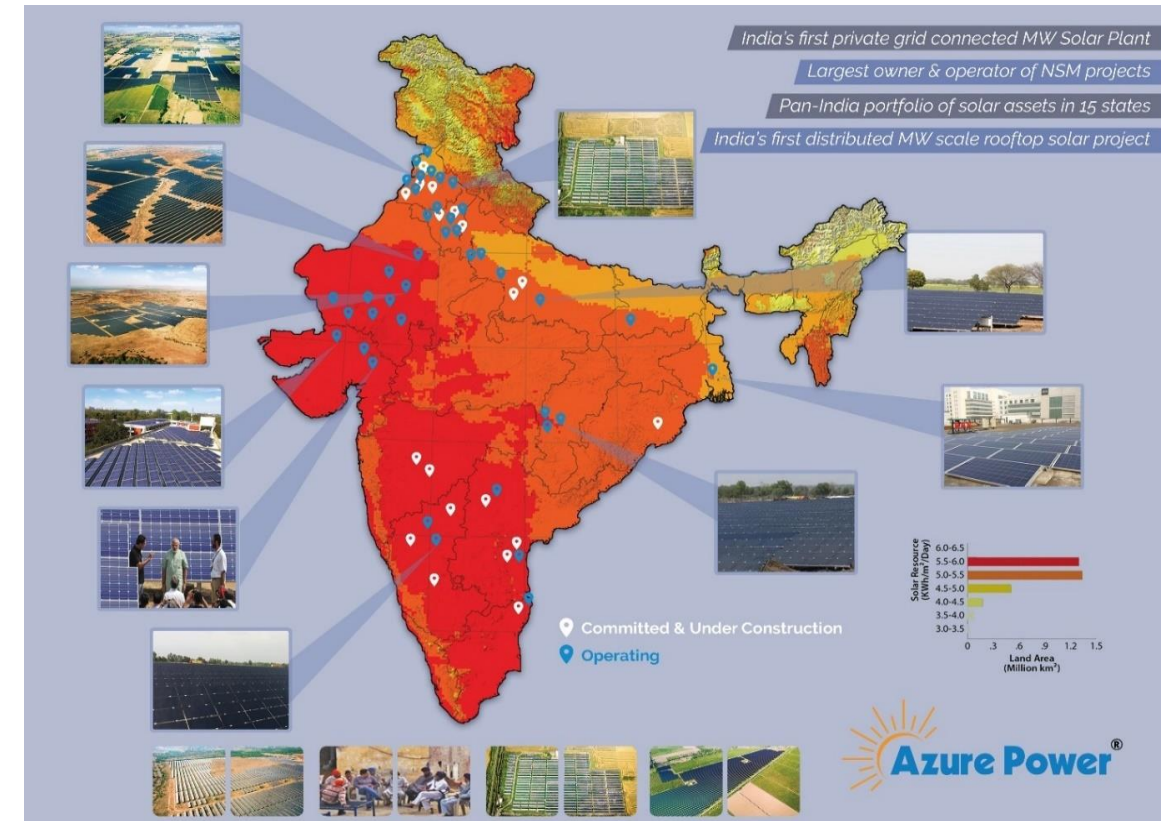 India's first private grid connected MW Solar Plant
Largest owner & operator of NSM projects
Pan-India portfolio of solar assets in 15 states
India's first distributed MW scale rooftop solar project
Committed & Under Construction
Operating
Solar Resource
(KWh/m²/Day)
6.0-6.5
5.5-6.0
5.0-5.5
4.5-5.0
4.0-4.5
3.5-4.0
3.0-3.5
0 .3 .6 .9 1.2 1.5
Land Area
(Million km²)
Azure Power®